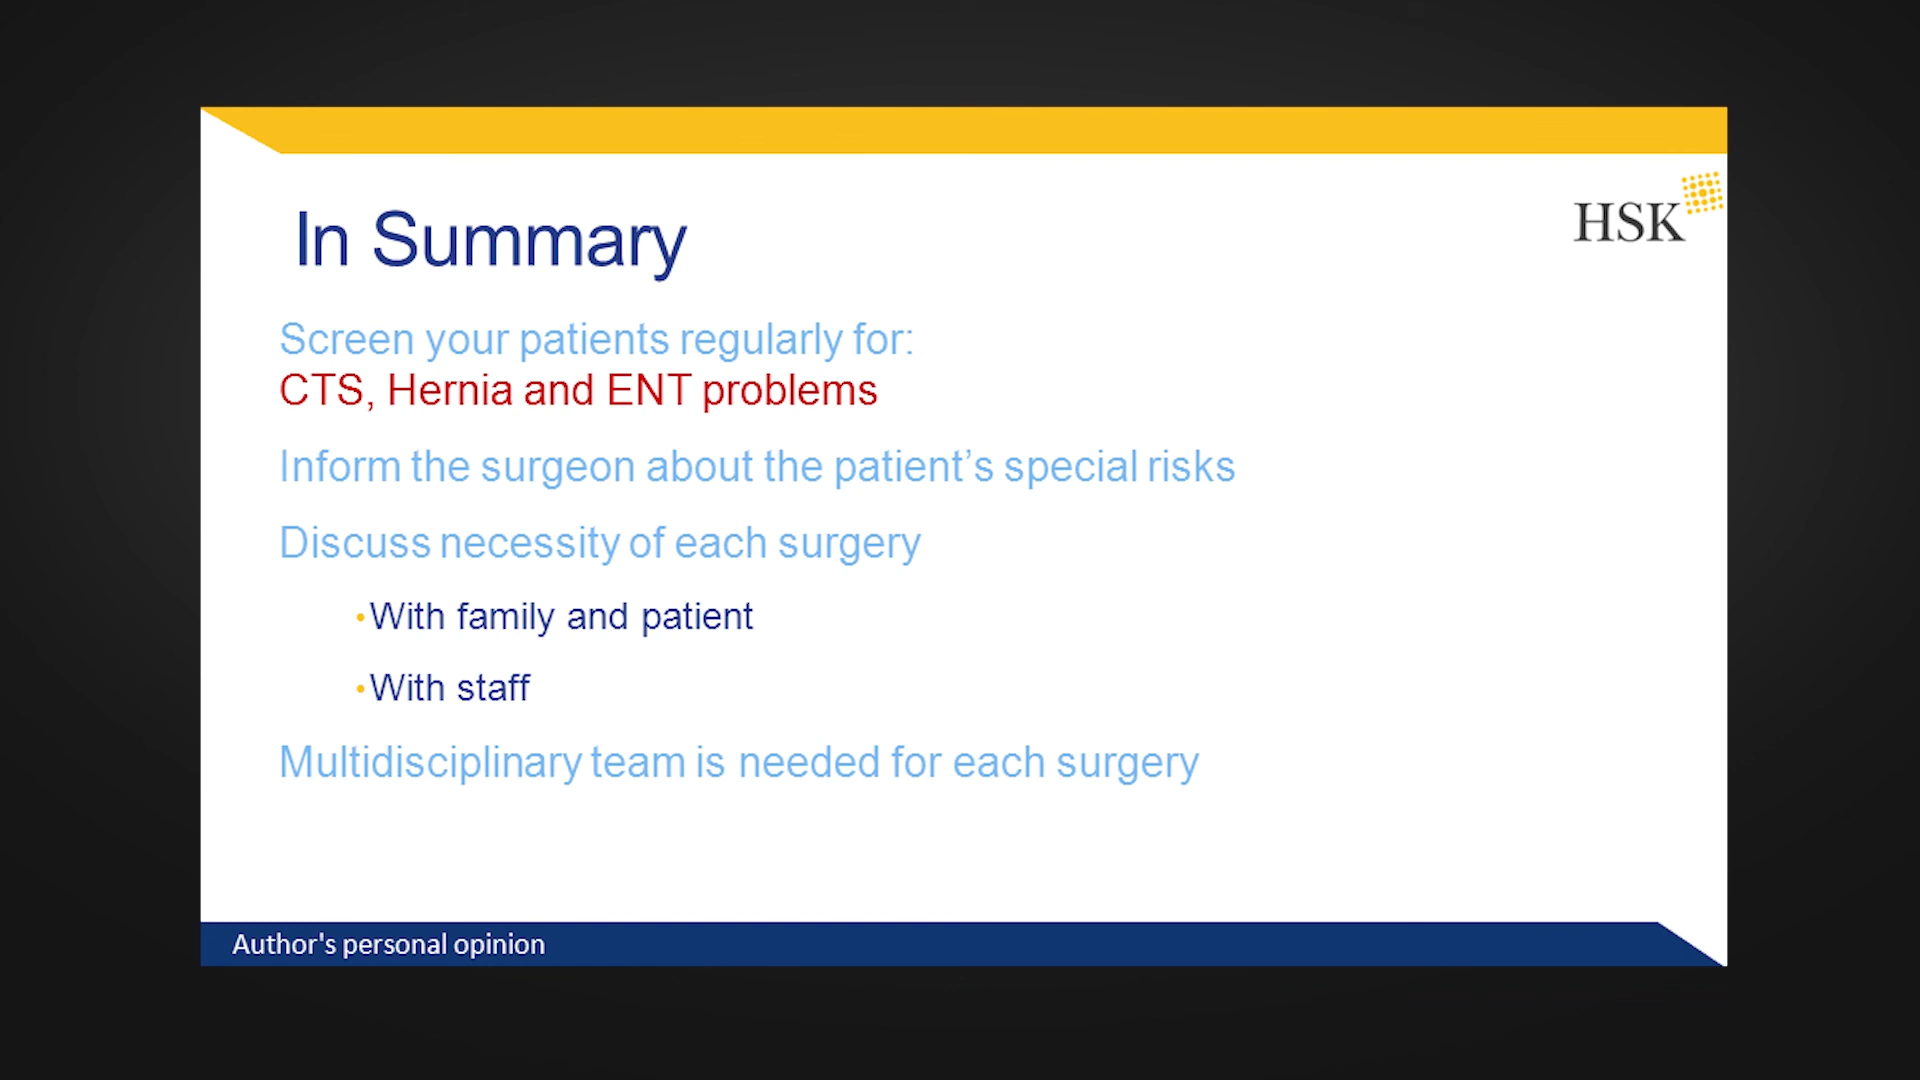 HSK
In Summary
Screen your patients regularly for:
CTS, Hernia and ENT problems
Inform the surgeon about the patient’s special risks
Discuss necessity of each surgery
•With family and patient
•With staff
Multidisciplinary team is needed for each surgery
Author's personal opinion